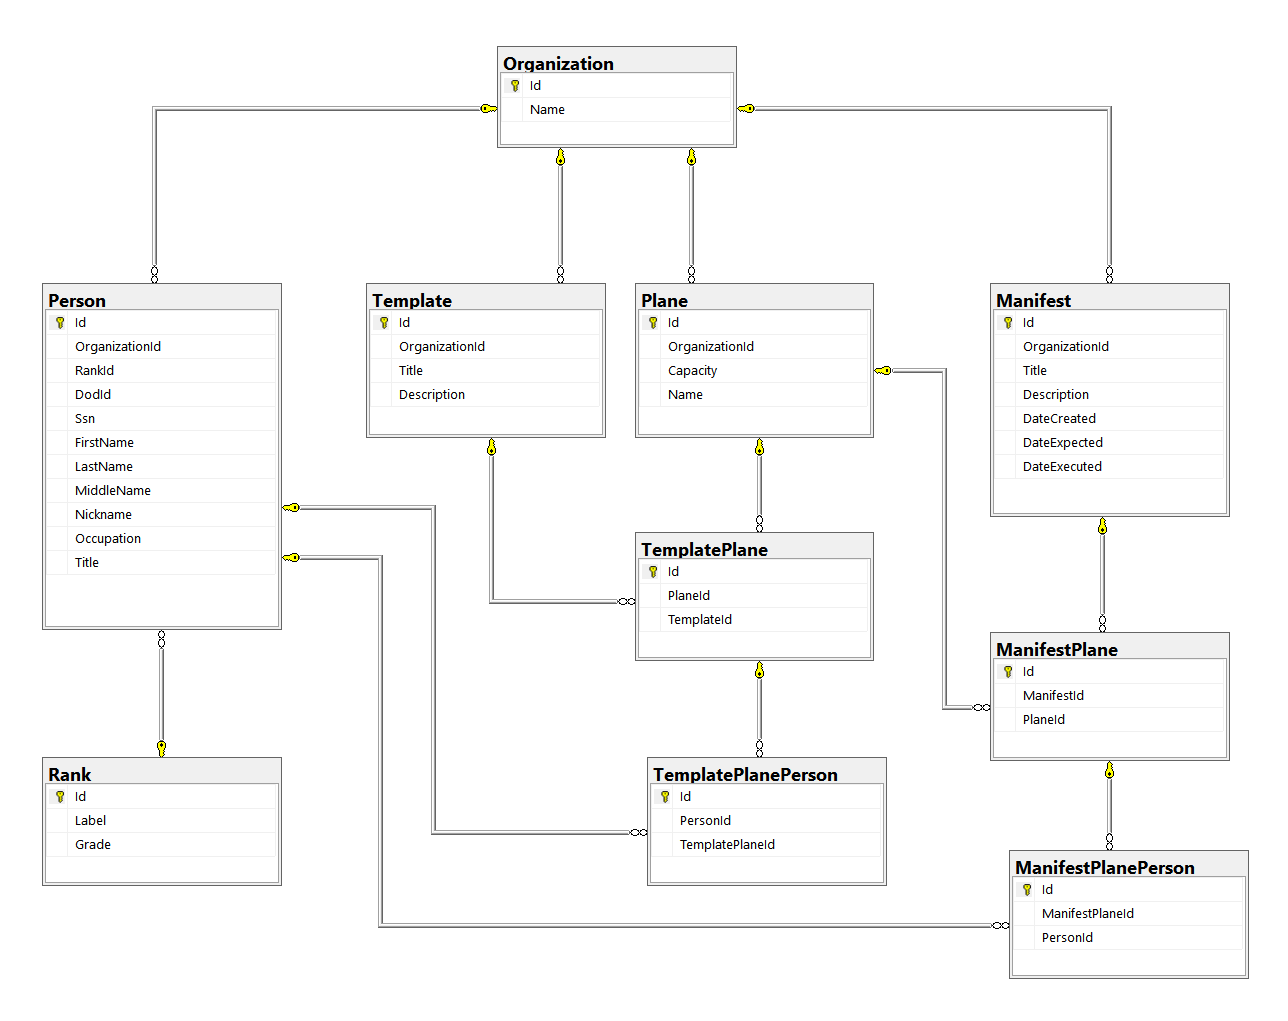 Organization
Id
Name
Person
Id
OrganizationId
RankId
DodId
Ssn
FirstName
LastName
MiddleName
Nickname
Occupation
Title
Template
Id
OrganizationId
Title
Description
Plane
Id
OrganizationId
Capacity
Name
Manifest
Id
OrganizationId
Title
Description
DateCreated
DateExpected
DateExecuted
TemplatePlane
Id
PlaneId
TemplateId
ManifestPlane
Id
ManifestId
PlaneId
Rank
Id
Label
Grade
TemplatePlanePerson
Id
PersonId
TemplatePlaneId
ManifestPlanePerson
Id
ManifestPlaneId
PersonId